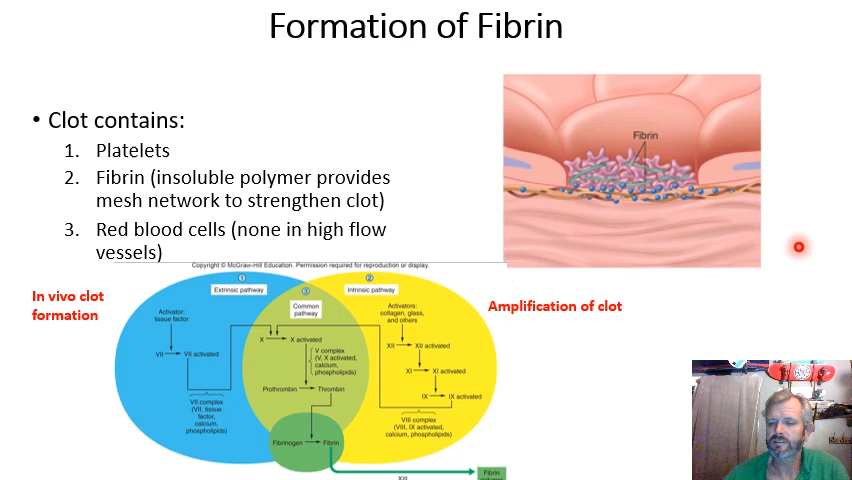 Formation of Fibrin
• Clot contains:
1. Platelets
2. Fibrin (insoluble polymer provides
mesh network to strengthen clot)
3. Red blood cells (none in high flow
vessels)
Fibrin
Copyright © McGraw-Hill Education. Permission required for reproduction or display.
In vivo clot
formation
Amplification of clot
1
Extrinsic pathway
Activator:
tissue factor
VII
VII activated
VII complex
(VII, tissue
factor,
calcium,
phospholipids)
3
Common
pathway
X
X activated
V complex
(V, X activated,
calcium,
phospholipids)
Prothrombin
Thrombin
Fibrinogen
Fibrin
2
Intrinsic pathway
Activators:
collagen, glass,
and others
XII
XII activated
XI
XI activated
IX
IX activated
VIII complex
(VIII, IX activated,
calcium, phospholipids)
XIII
Fibrin